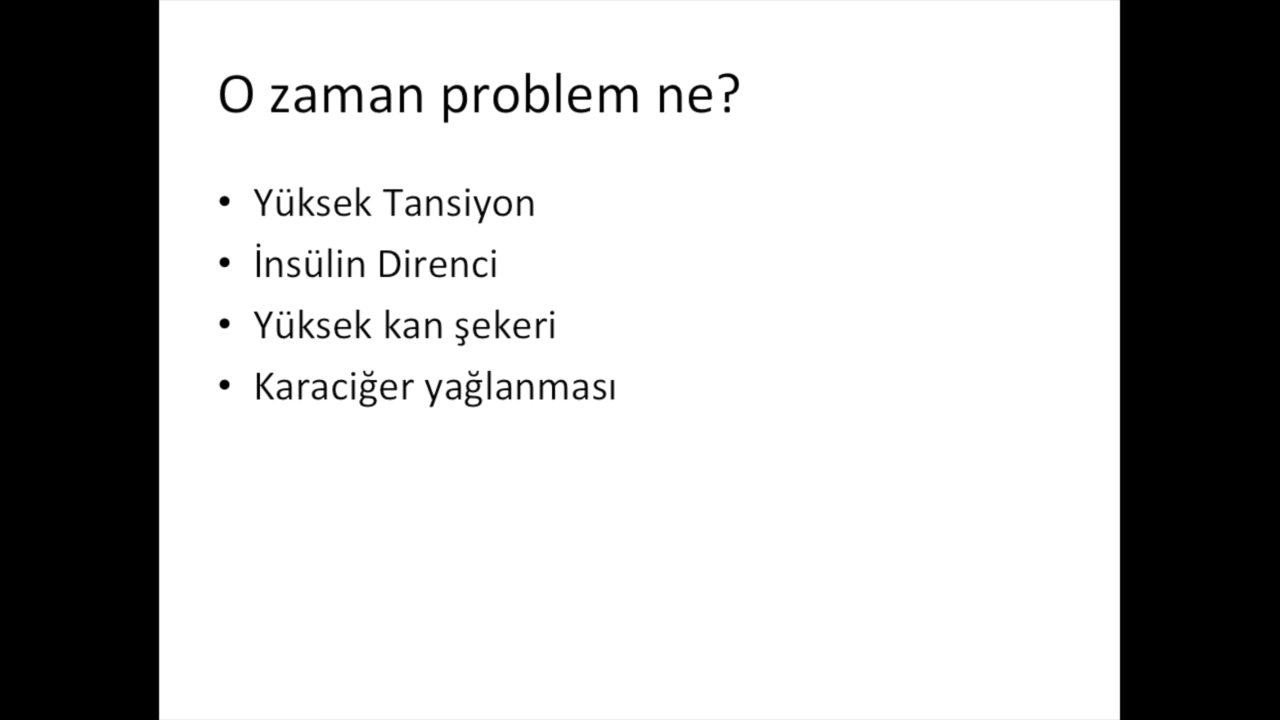 O zaman problem ne?
• Yüksek Tansiyon
• İnsülin Direnci
• Yüksek kan şekeri
• Karaciğer yağlanması